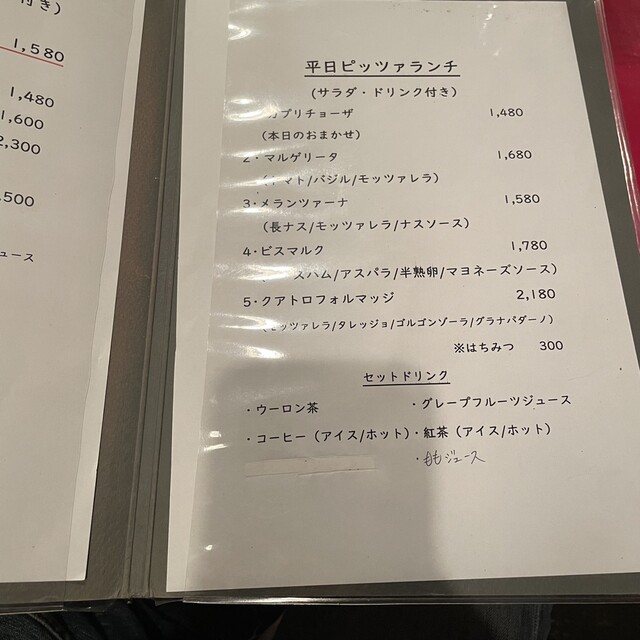 付き）
1,580
1,480
1,600
2,300
,500
ュース
平日ピッツァランチ
（サラダ・ドリンク付き）
カプリチョーザ 1,480
（本日のおまかせ）
2・マルゲリータ 1,680
マト/バジル/モッツァレラ）
3・メランツァーナ 1,580
（長ナス/モッツァレラ/ナスソース）
4・ビスマルク 1,780
スハム/アスパラ/半熟卵/マヨネーズソース）
5・クアトロフォルマッジ 2,180
（モッツァレラ/タレッジョ/ゴルゴンゾーラ/グラナパダーノ）
※はちみつ 300
セットドリンク
・ウーロン茶 ・グレープフルーツジュース
・コーヒー（アイス/ホット）・紅茶（アイス/ホット）
・ももジュース